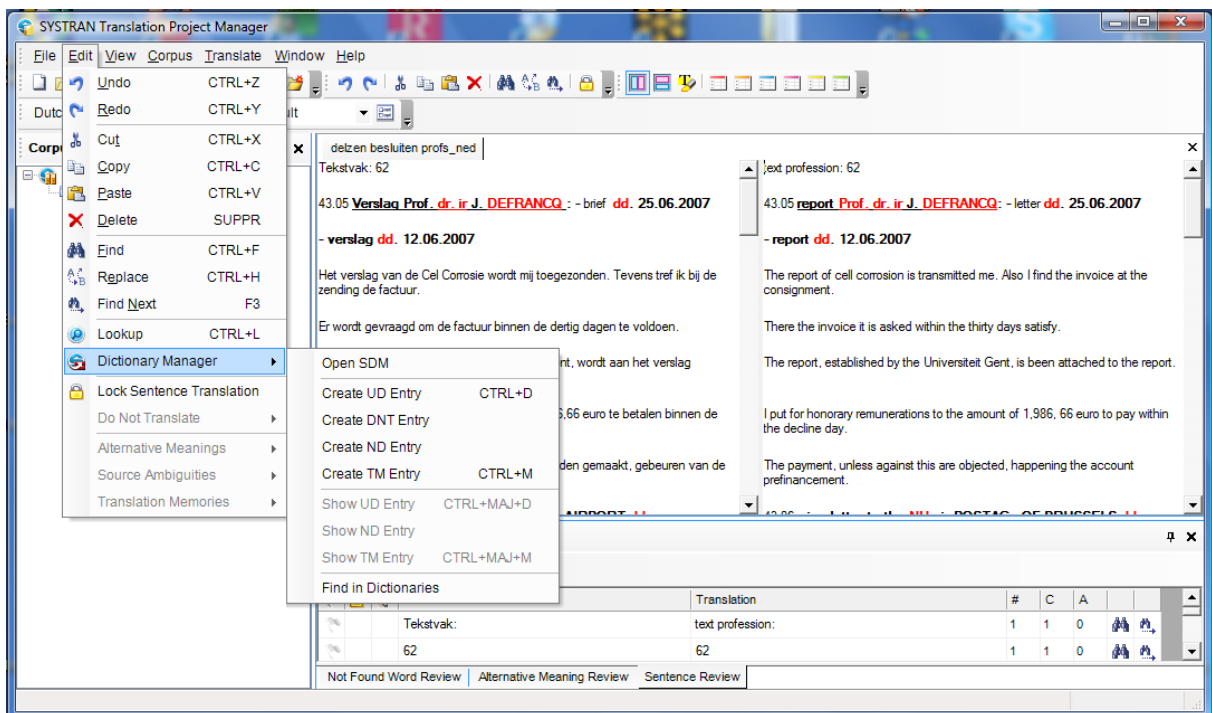 SYSTRAN Translation Project Manager
File Edit View Corpus Translate Window Help
Undo CTRL+Z
Redo CTRL+Y
Cut CTRL+X
Copy CTRL+C
Paste CTRL+V
Delete SUPPR
Find CTRL+F
Replace CTRL+H
Find Next F3
Lookup CTRL+L
Dictionary Manager
Lock Sentence Translation
Do Not Translate
Alternative Meanings
Source Ambiguities
Translation Memories
Open SDM
Create UD Entry CTRL+D
Create DNT Entry
Create ND Entry
Create TM Entry CTRL+M
Show UD Entry CTRL+MAJ+D
Show ND Entry
Show TM Entry CTRL+MAJ+M
Find in Dictionaries
delzen besluiten profs_ned
Tekstvak: 62
43.05 Verslag Prof. dr. ir J. DEFRANCQ : - brief dd. 25.06.2007
- verslag dd. 12.06.2007
Het verslag van de Cel Corrosie wordt mij toegezonden. Tevens tref ik bij de
zending de factuur.
Er wordt gevraagd om de factuur binnen de dertig dagen te voldoen.
wordt aan het verslag
6,66 euro te betalen binnen de
den gemaakt, gebeuren van de
text profession: 62
43.05 report Prof. dr. ir J. DEFRANCQ: - letter dd. 25.06.2007
- report dd. 12.06.2007
The report of cell corrosion is transmitted me. Also I find the invoice at the
consignment.
There the invoice it is asked within the thirty days satisfy.
The report, established by the Universiteit Gent, is been attached to the report.
I put for honorary remunerations to the amount of 1,986, 66 euro to pay within
the decline day.
The payment, unless against this are objected, happening the account
prefinancement.
Translation # C A
Tekstvak: text profession: 1 1 0
62 62 1 1 0
Not Found Word Review Alternative Meaning Review Sentence Review